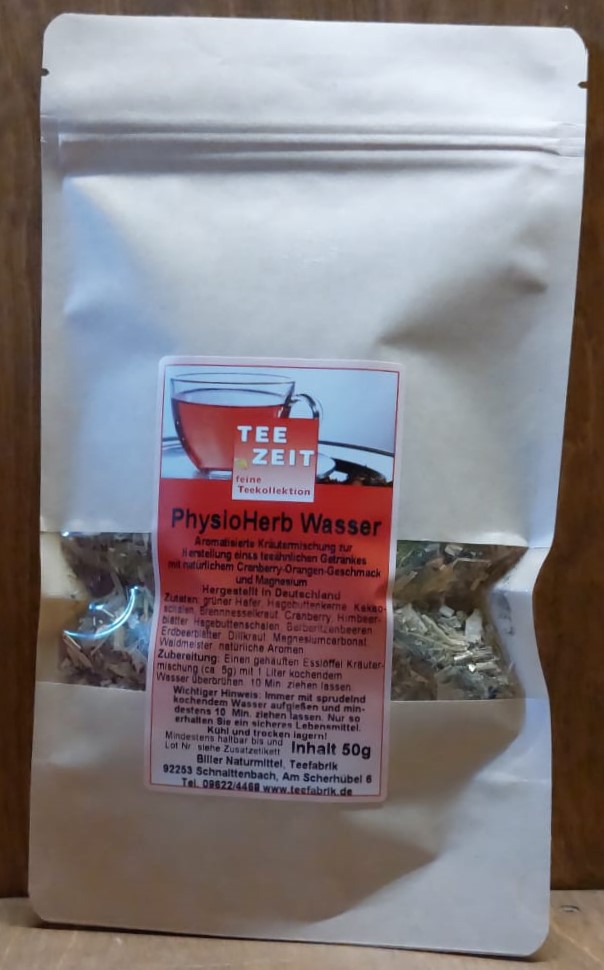 TEE
ZEIT
feine
Teekollektion
PhysioHerb Wasser
Aromatisierte Kräutermischung zur
Herstellung eines teeähnlichen Getränkes
mit natürlichem Cranberry-Orangen-Geschmack
und Magnesium
Hergestellt in Deutschland
Zutaten: grüner Hafer, Hagebuttenkerne, Kakao-
schalen, Brennnesselkraut, Cranberry, Himbeer-
blätter, Hagebuttenschalen, Berberitzenbeeren,
Erdbeerblätter, Dillkraut, Magnesiumcarbonat,
Waldmeister, natürliche Aromen
Zubereitung: Einen gehäuften Esslöffel Kräuter-
mischung (ca. 5g) mit 1 Liter kochendem
Wasser überbrühen. 10 Min. ziehen lassen.
Wichtiger Hinweis: Immer mit sprudelnd
kochendem Wasser aufgießen und min-
destens 10 Min. ziehen lassen. Nur so
erhalten Sie ein sicheres Lebensmittel.
Kühl und trocken lagern!
Mindestens haltbar bis und
Lot Nr. siehe Zusatzetikett Inhalt 50g
Biller Naturmittel, Teefabrik
92253 Schnaittenbach, Am Scherhübel 6
Tel. 09622/4488 www.teefabrik.de